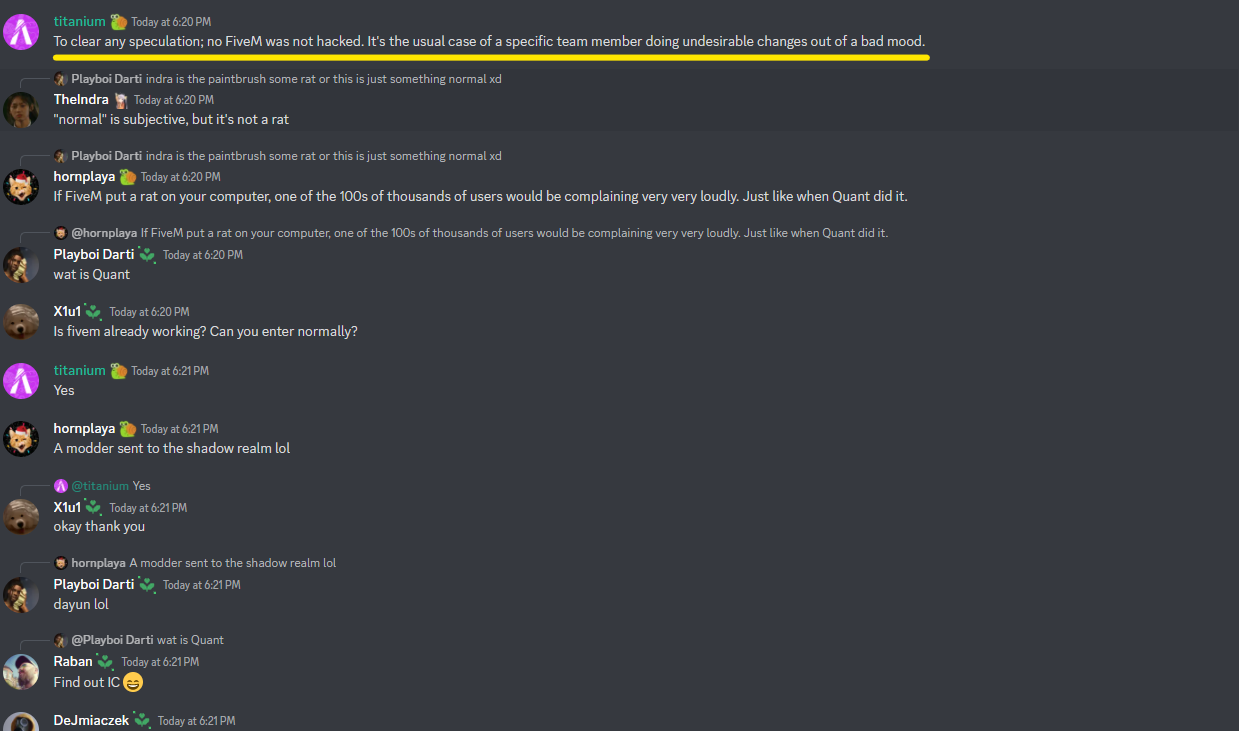 titanium Today at 6:20 PM
To clear any speculation; no FiveM was not hacked. It's the usual case of a specific team member doing undesirable changes out of a bad mood.
Playboi Darti indra is the paintbrush some rat or this is just something normal xd
TheIndra Today at 6:20 PM
"normal" is subjective, but it's not a rat
Playboi Darti indra is the paintbrush some rat or this is just something normal xd
hornplaya Today at 6:20 PM
If FiveM put a rat on your computer, one of the 100s of thousands of users would be complaining very very loudly. Just like when Quant did it.
@hornplaya If FiveM put a rat on your computer, one of the 100s of thousands of users would be complaining very very loudly. Just like when Quant did it.
Playboi Darti Today at 6:20 PM
wat is Quant
X1u1 Today at 6:20 PM
Is fivem already working? Can you enter normally?
titanium Today at 6:21 PM
Yes
hornplaya Today at 6:21 PM
A modder sent to the shadow realm lol
@titanium Yes
X1u1 Today at 6:21 PM
okay thank you
hornplaya A modder sent to the shadow realm lol
Playboi Darti Today at 6:21 PM
dayun lol
@Playboi Darti wat is Quant
Raban Today at 6:21 PM
Find out IC 😄
DeJmiaczek Today at 6:21 PM